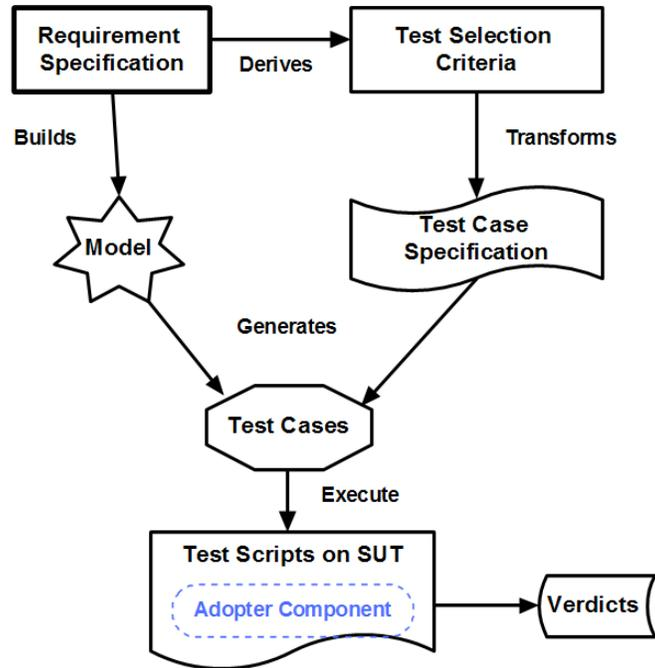 Requirement
Specification
Derives
Test Selection
Criteria
Builds
Transforms
Model
Test Case
Specification
Generates
Test Cases
Execute
Test Scripts on SUT
Adopter Component
Verdicts